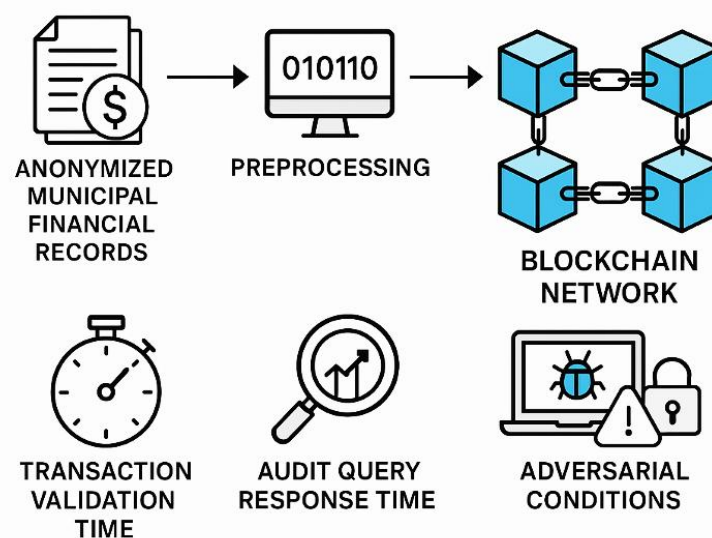 $
010110
ANONYMIZED
MUNICIPAL
FINANCIAL
RECORDS
PREPROCESSING
BLOCKCHAIN
NETWORK
TRANSACTION
VALIDATION
TIME
AUDIT QUERY
RESPONSE TIME
!
ADVERSARIAL
CONDITIONS